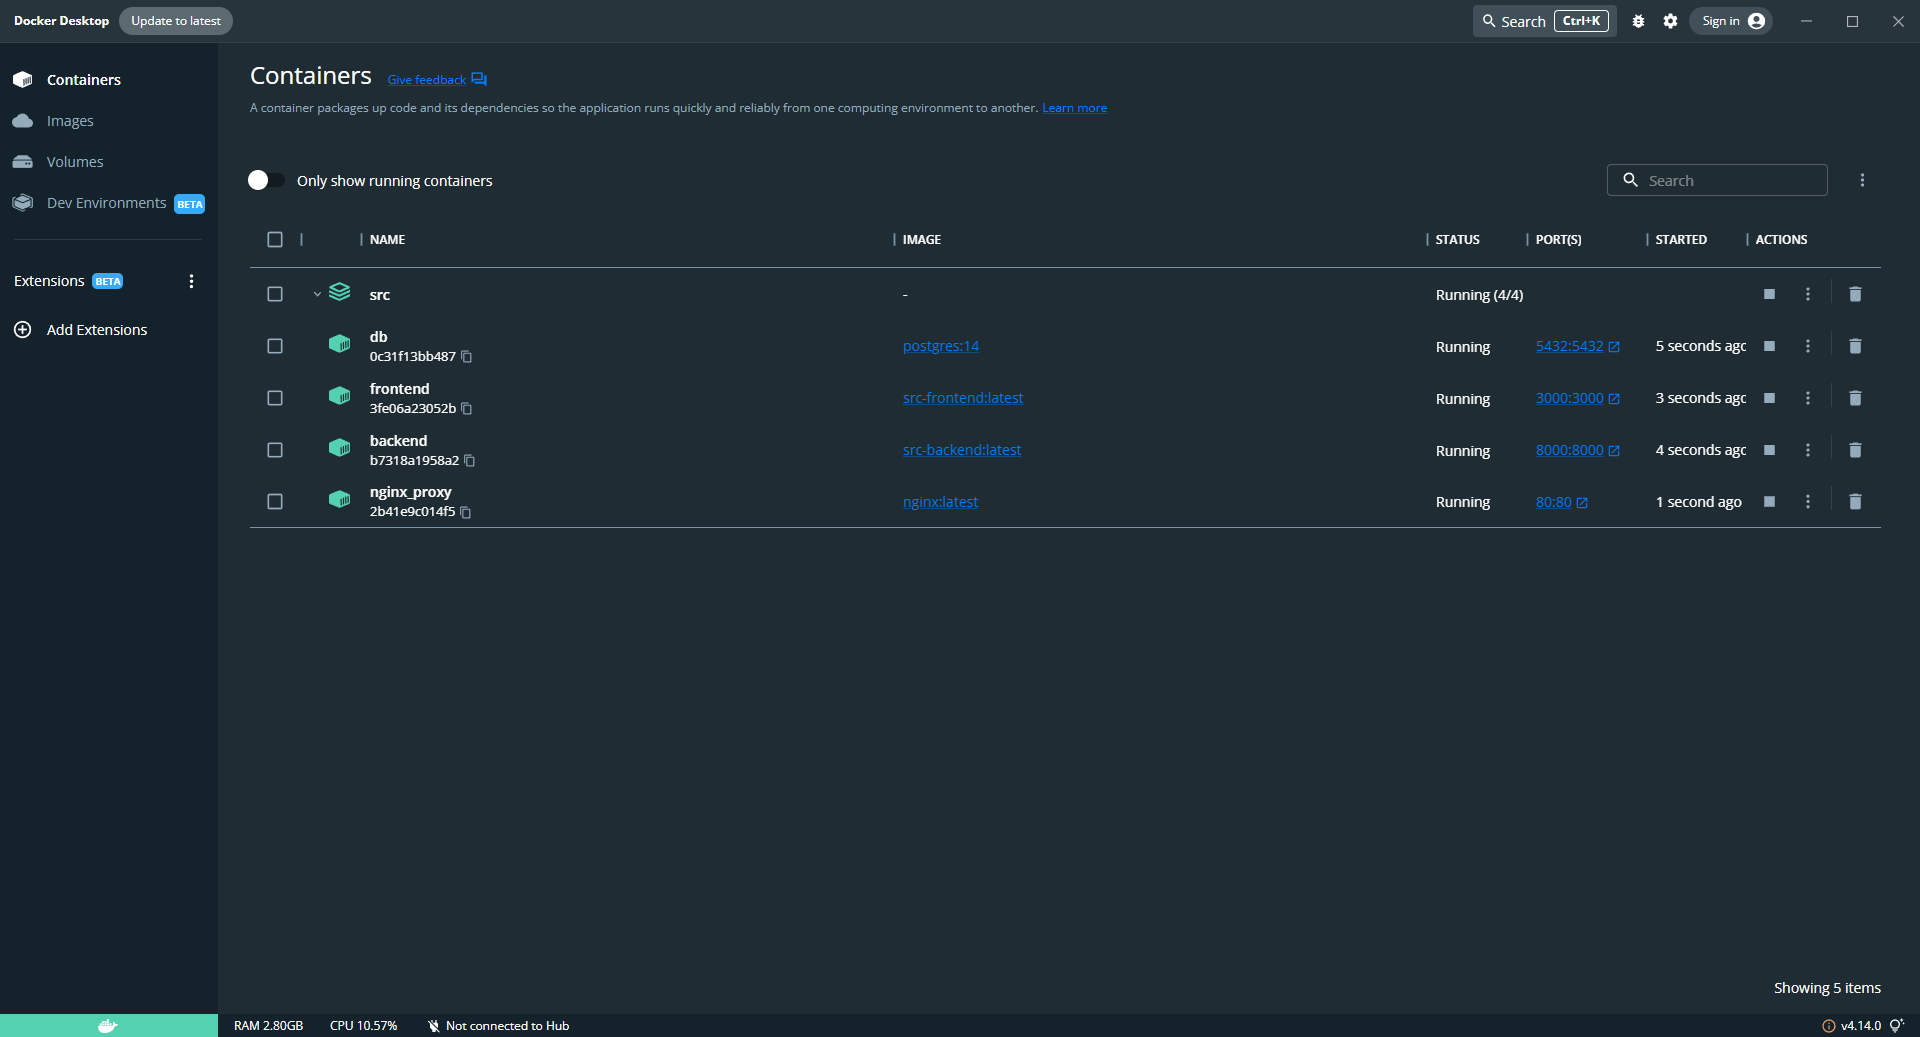 Docker Desktop Update to latest Search Ctrl+K Sign in
Containers
Images
Volumes
Dev Environments BETA
Extensions BETA
Add Extensions
Containers Give feedback
A container packages up code and its dependencies so the application runs quickly and reliably from one computing environment to another. Learn more
Only show running containers Search
NAME IMAGE STATUS PORT(S) STARTED ACTIONS
src - Running (4/4)
db
0c31f13bb487 postgres:14 Running 5432:5432 5 seconds ago
frontend
3fe06a23052b src-frontend:latest Running 3000:3000 3 seconds ago
backend
b7318a1958a2 src-backend:latest Running 8000:8000 4 seconds ago
nginx_proxy
2b41e9c014f5 nginx:latest Running 80:80 1 second ago
Showing 5 items
RAM 2.80GB CPU 10.57% Not connected to Hub v4.14.0